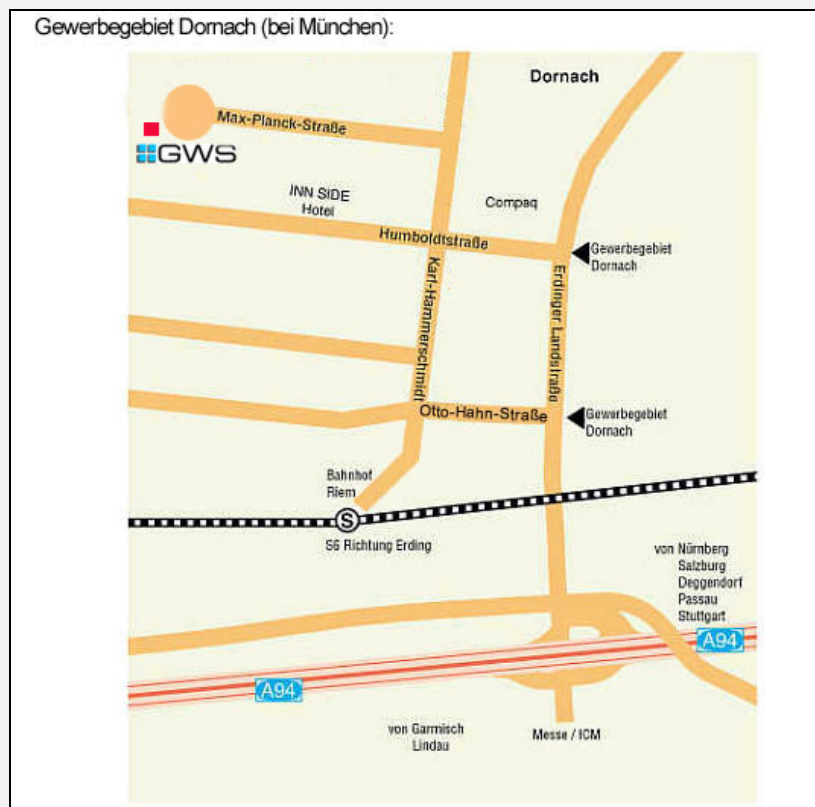 Gewerbegebiet Dornach (bei München):
Dornach
Max-Planck-Straße
GWS
INN SIDE
Hotel
Compaq
Humboldtstraße
Gewerbegebiet
Dornach
Karl-Hammerschmidt
Erdinger Landstraße
Otto-Hahn-Straße
Gewerbegebiet
Dornach
Bahnhof
Riem
S
S6 Richtung Erding
von Nürnberg
Salzburg
Deggendorf
Passau
Stuttgart
A94
A94
von Garmisch
Lindau
Messe / ICM